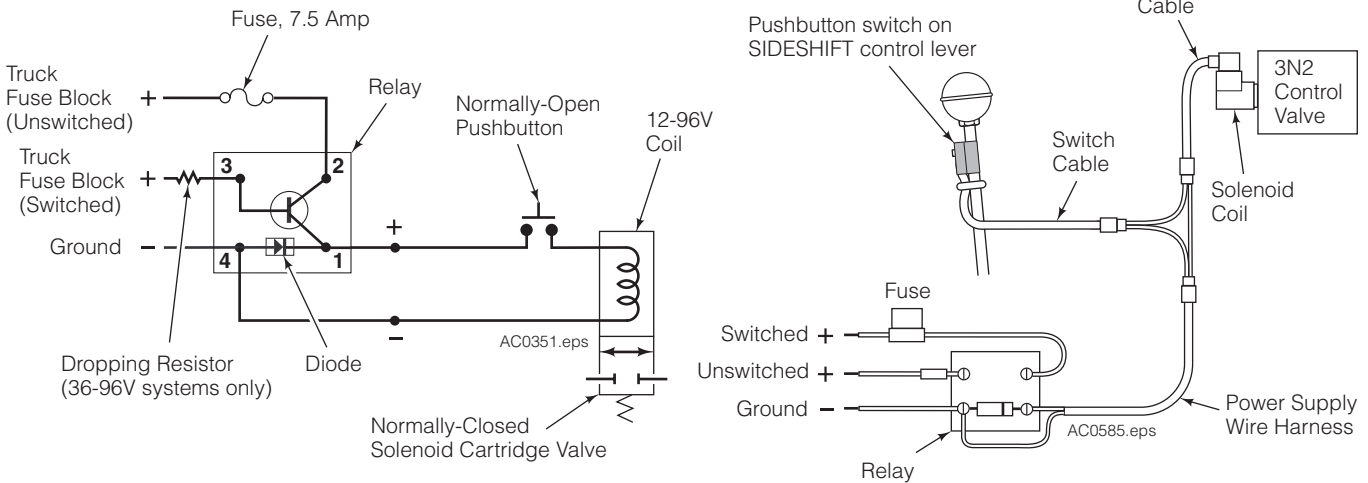 Fuse, 7.5 Amp
Truck
Fuse Block
(Unswitched)
+
Relay
Truck
Fuse Block
(Switched)
+
3
2
Ground
−
4
1
Dropping Resistor
(36-96V systems only)
Diode
Normally-Open
Pushbutton
12-96V
Coil
+
−
AC0351.eps
Normally-Closed
Solenoid Cartridge Valve
Pushbutton switch on
SIDESHIFT control lever
Cable
3N2
Control
Valve
Switch
Cable
Solenoid
Coil
Fuse
Switched +
Unswitched +
Ground −
AC0585.eps
Relay
Power Supply
Wire Harness